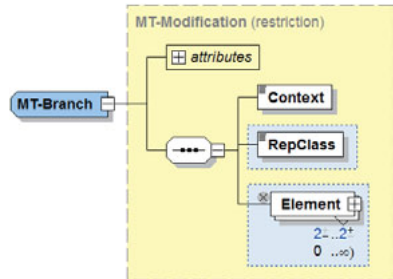 MT-Modification (restriction)
attributes
MT-Branch
Context
RepClass
Element
2-..2+
0 ..∞)